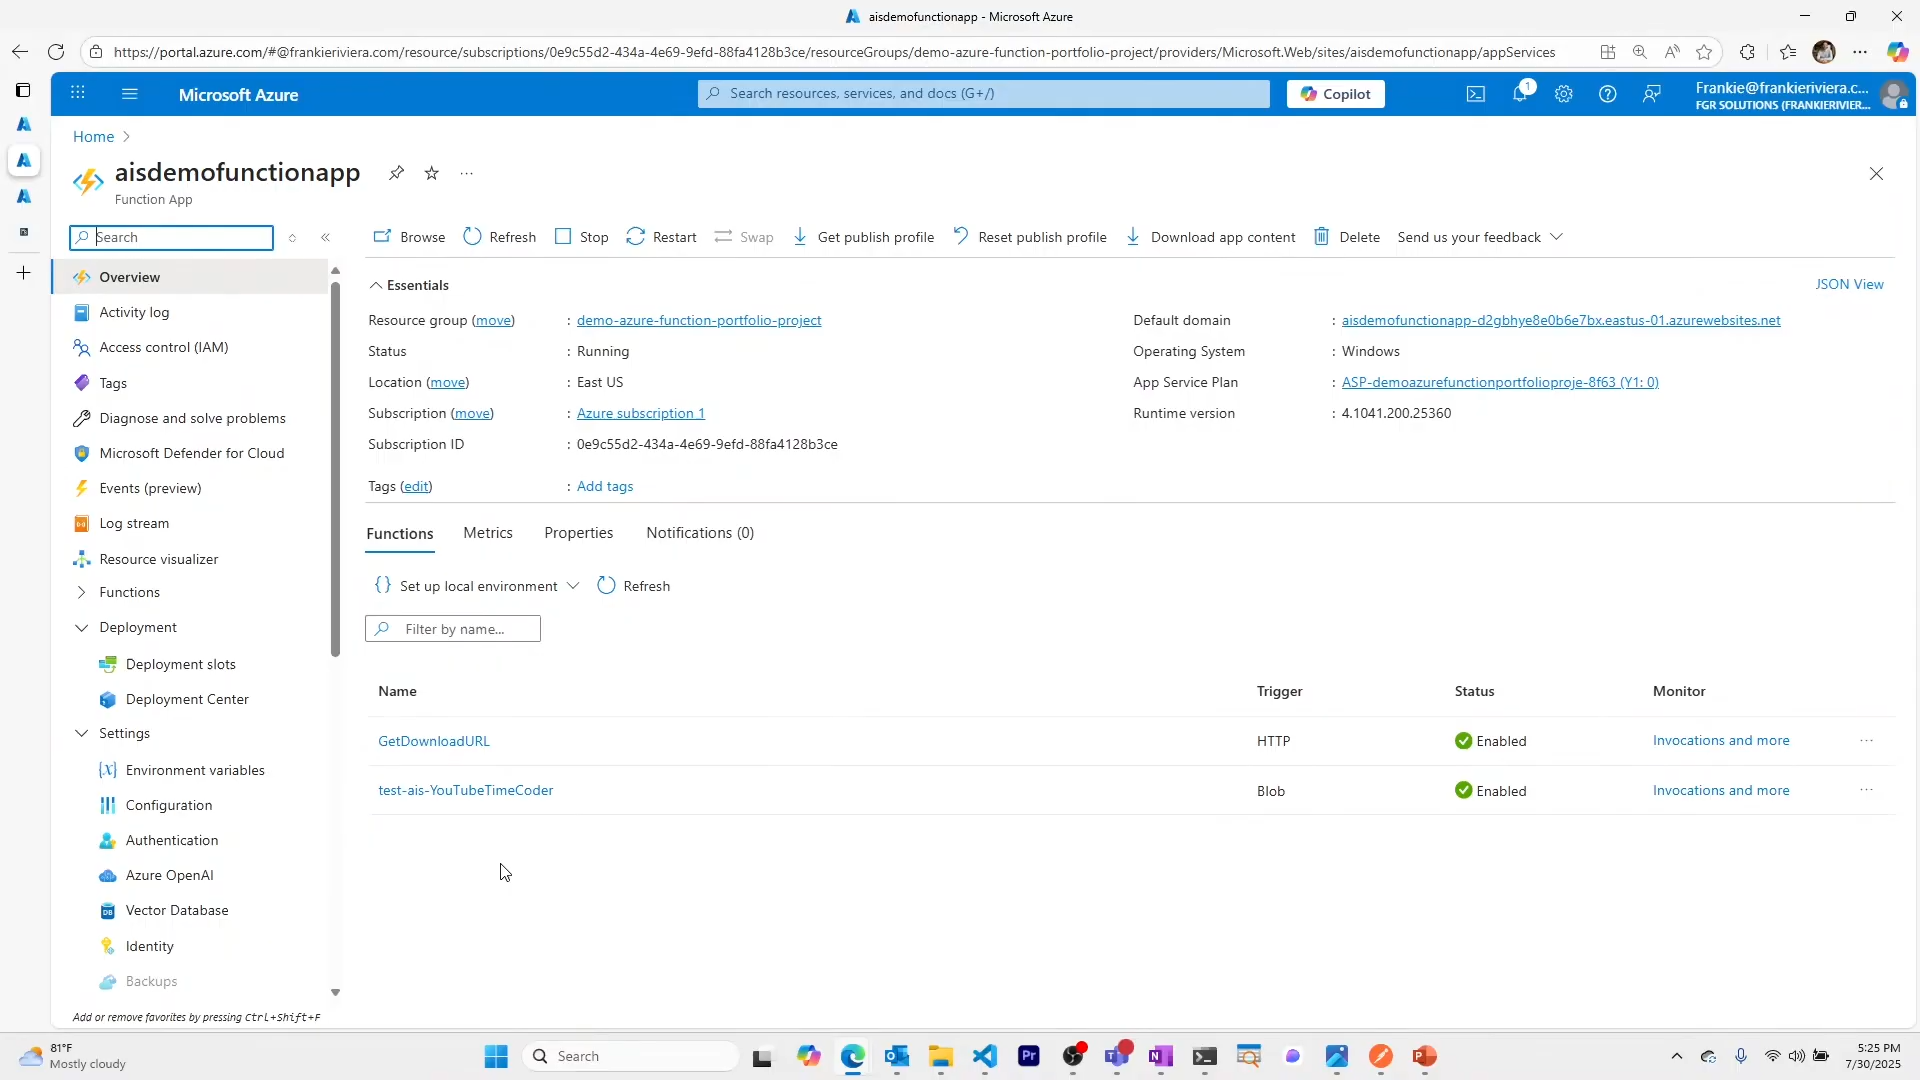 aisdemofunctionapp - Microsoft Azure
https://portal.azure.com/#@frankieriviera.com/resource/subscriptions/0e9c55d2-434a-4e69-9efd-88fa4128b3ce/resourceGroups/demo-azure-function-portfolio-project/providers/Microsoft.Web/sites/aisdemofunctionapp/appServices
Microsoft Azure
Search resources, services, and docs (G+/)
Copilot
1
Frankie@frankieriviera.c...
FGR SOLUTIONS (FRANKIERIVIER...
Home
aisdemofunctionapp
Function App
Search
Browse Refresh Stop Restart Swap Get publish profile Reset publish profile Download app content Delete Send us your feedback
Overview
Activity log
Access control (IAM)
Tags
Diagnose and solve problems
Microsoft Defender for Cloud
Events (preview)
Log stream
Resource visualizer
Functions
Deployment
Deployment slots
Deployment Center
Settings
Environment variables
Configuration
Authentication
Azure OpenAI
Vector Database
Identity
Backups
Add or remove favorites by pressing Ctrl+Shift+F
Essentials
JSON View
Resource group (move) : demo-azure-function-portfolio-project
Status : Running
Location (move) : East US
Subscription (move) : Azure subscription 1
Subscription ID : 0e9c55d2-434a-4e69-9efd-88fa4128b3ce
Tags (edit) : Add tags
Default domain : aisdemofunctionapp-d2gbhye8e0b6e7bx.eastus-01.azurewebsites.net
Operating System : Windows
App Service Plan : ASP-demoazurefunctionportfolioproje-8f63 (Y1: 0)
Runtime version : 4.1041.200.25360
Functions Metrics Properties Notifications (0)
Set up local environment Refresh
Filter by name...
Name Trigger Status Monitor
GetDownloadURL HTTP Enabled Invocations and more
test-ais-YouTubeTimeCoder Blob Enabled Invocations and more
81°F
Mostly cloudy
Search
Pr
5:25 PM
7/30/2025